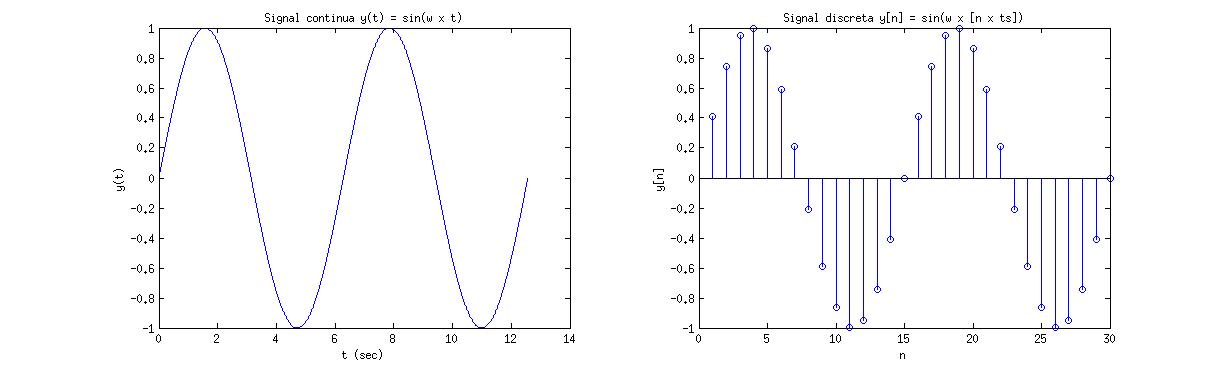 Signal continua y(t) = sin(w x t)
1
0.8
0.6
0.4
0.2
0
-0.2
-0.4
-0.6
-0.8
-1
y(t)
0 2 4 6 8 10 12 14
t (sec)
Signal discreta y[n] = sin(w x [n x ts])
1
0.8
0.6
0.4
0.2
0
-0.2
-0.4
-0.6
-0.8
-1
y[n]
0 5 10 15 20 25 30
n